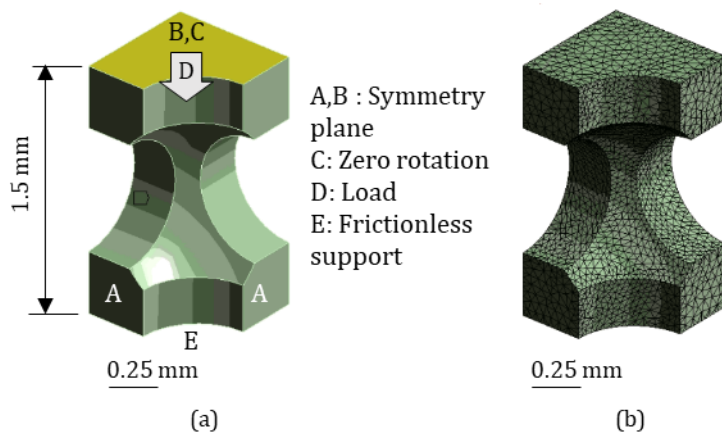 B,C
D
1.5 mm
A
A
E
0.25 mm
(a)
A,B : Symmetry
plane
C: Zero rotation
D: Load
E: Frictionless
support
0.25 mm
(b)